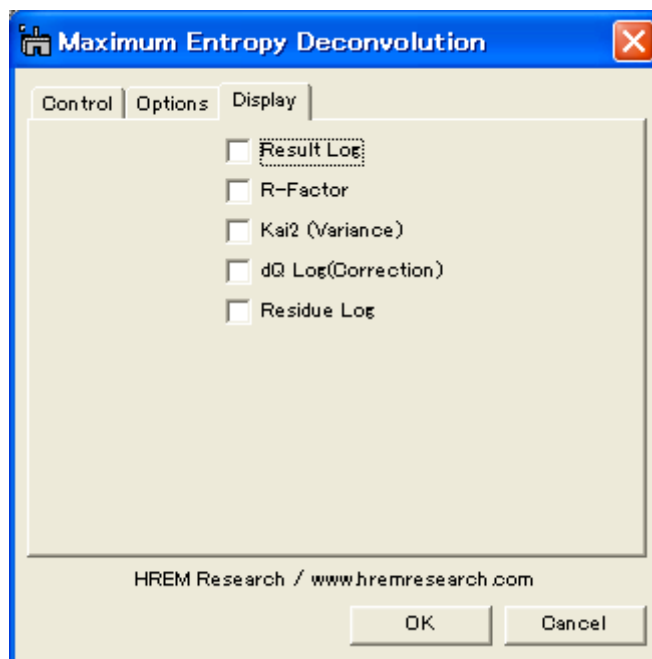 Maximum Entropy Deconvolution
Control Options Display
Result Log
R-Factor
Kai2 (Variance)
dQ Log(Correction)
Residue Log
HREM Research / www.hremresearch.com
OK Cancel